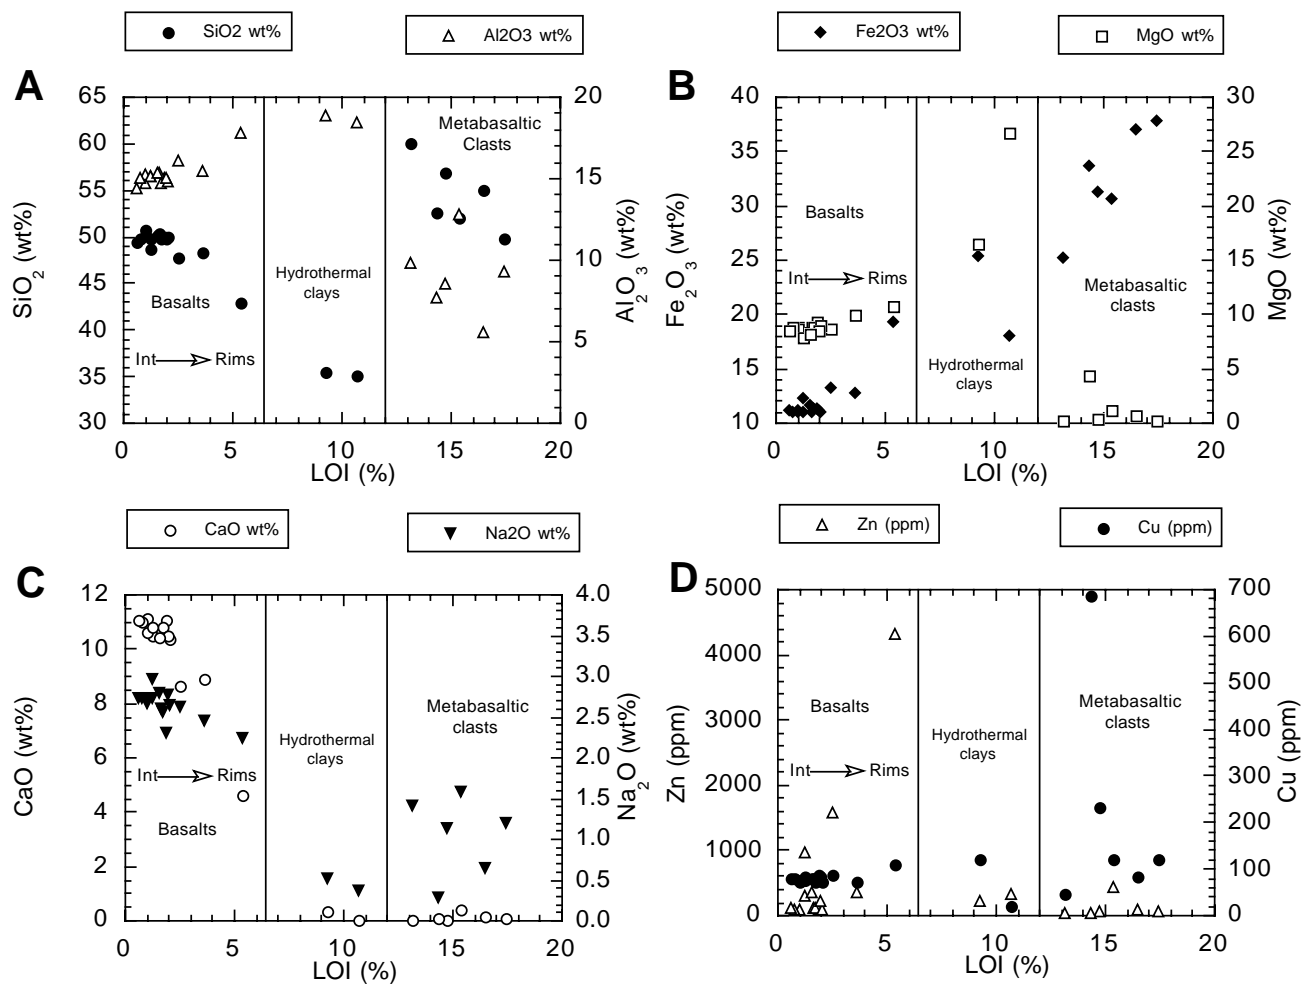 SiO2 wt%
Al2O3 wt%
A
65
60
55
50
45
40
35
30
SiO2 (wt%)
20
15
10
5
0
Al2O3 (wt%)
Metabasaltic
Clasts
Hydrothermal
clays
Basalts
Int
Rims
0
5
10
15
20
LOI (%)
Fe2O3 wt%
MgO wt%
B
40
35
30
25
20
15
10
Fe2O3 (wt%)
30
25
20
15
10
5
0
MgO (wt%)
Basalts
Int
Rims
Metabasaltic
clasts
Hydrothermal
clays
0
5
10
15
20
LOI (%)
CaO wt%
Na2O wt%
C
12
10
8
6
4
2
0
CaO (wt%)
4.0
3.5
3.0
2.5
2.0
1.5
1.0
0.5
0.0
Na2O (wt%)
Metabasaltic
clasts
Hydrothermal
clays
Int
Rims
Basalts
0
5
10
15
20
LOI (%)
Zn (ppm)
Cu (ppm)
D
5000
4000
3000
2000
1000
0
Zn (ppm)
700
600
500
400
300
200
100
0
Cu (ppm)
Basalts
Metabasaltic
clasts
Hydrothermal
clays
Int
Rims
0
5
10
15
20
LOI (%)